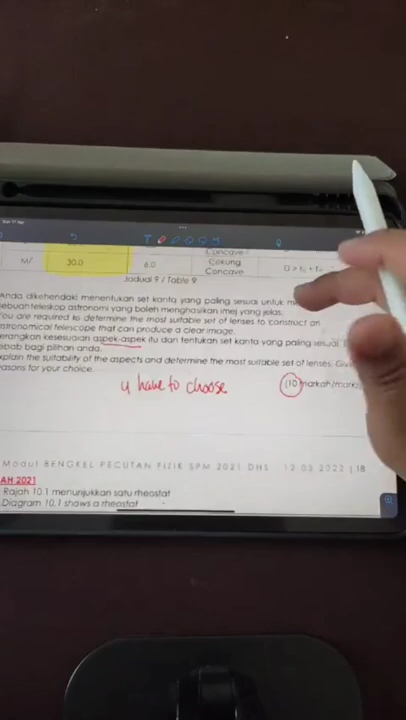 Concave
M/
30.0
6.0
Cekung
Concave
Jadual 9 / Table 9
Anda dikehendaki menentukan set kanta yang paling sesuai untuk
sebuah teleskop astronomi yang boleh menghasilkan imej yang jelas.
You are required to determine the most suitable set of lenses to construct an
astronomical telescope that can produce a clear image.
erangkan kesesuaian aspek-aspek itu dan tentukan set kanta yang paling sesuai.
ebab bagi pilihan anda.
xplain the suitability of the aspects and determine the most suitable set of lenses. Give
easons for your choice.
u have to choose
(10 markah/marks
Modul BENGKEL PECUTAN FIZIK SPM 2021 DHS 12.03.2022 | 18
AH 2021
Rajah 10.1 menunjukkan satu rheostat
Diagram 10.1 shows a rheostat